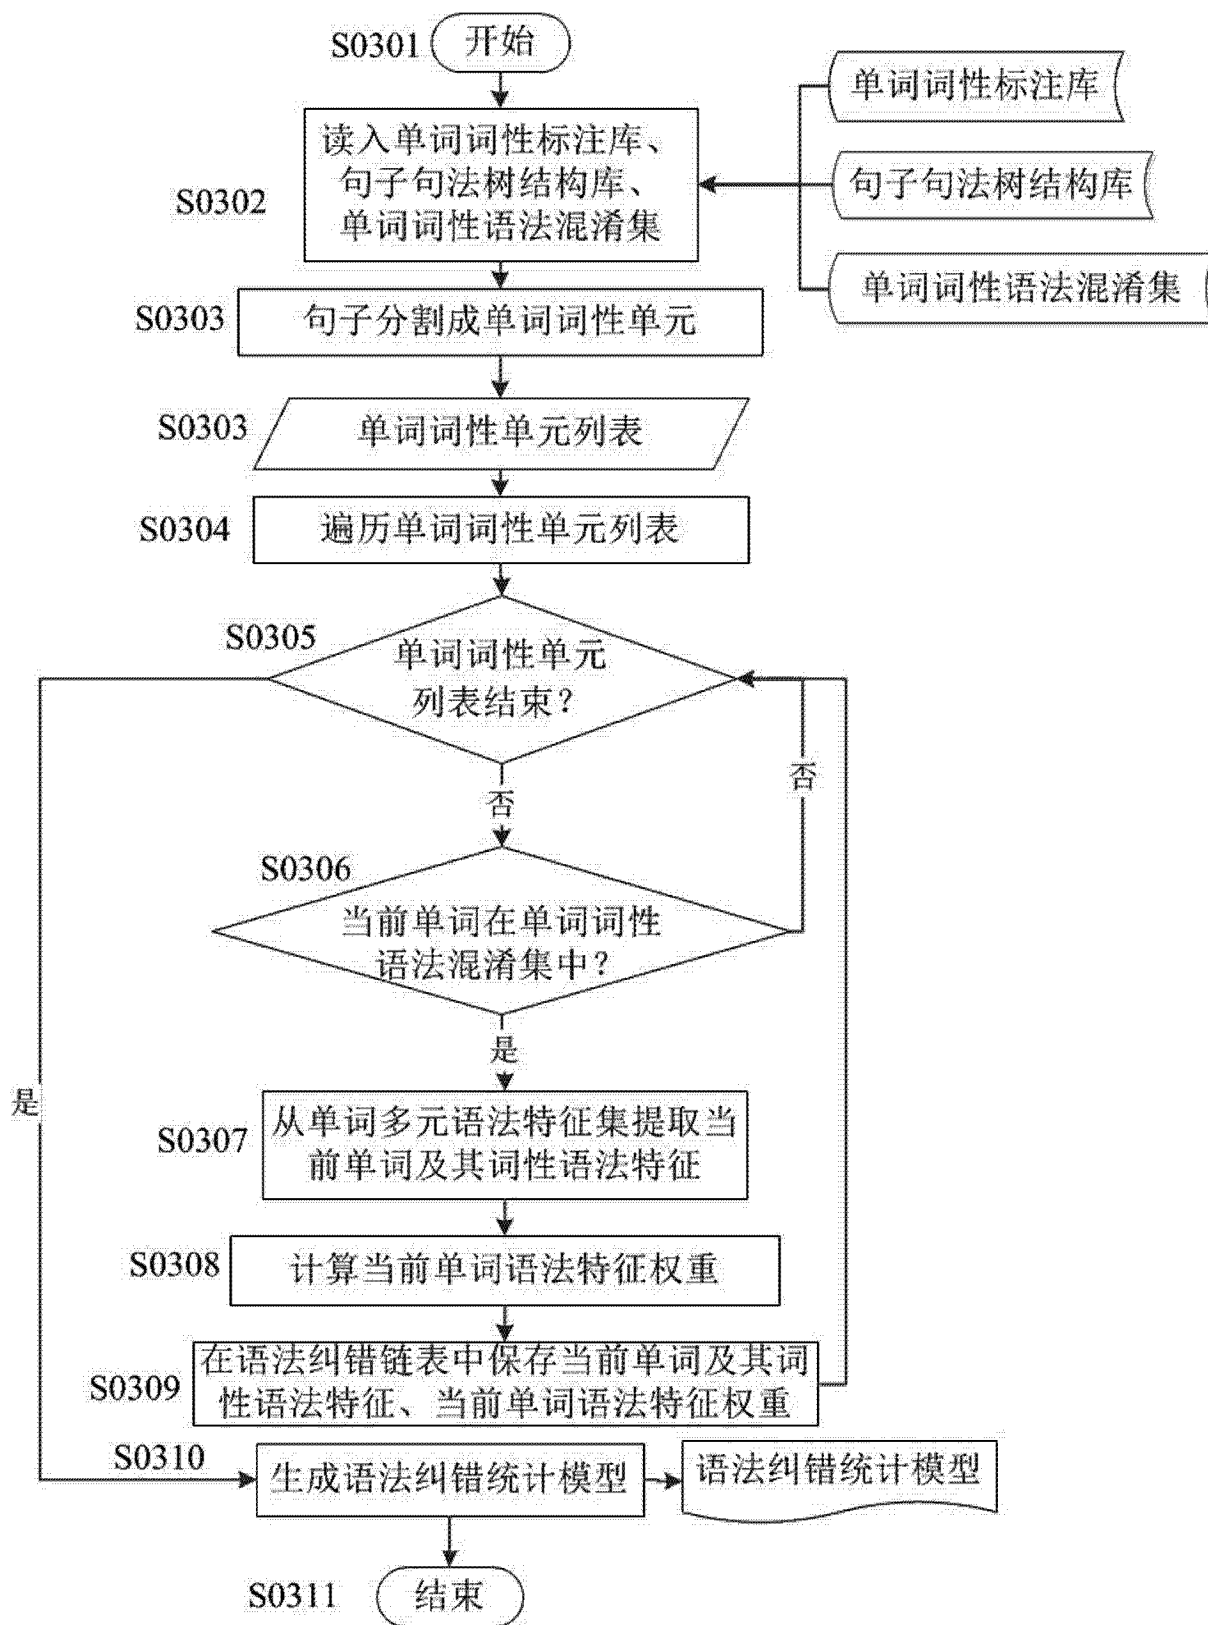 S0301
开始
单词词性标注库
S0302
读入单词词性标注库、
句子句法树结构库、
单词词性语法混淆集
句子句法树结构库
单词词性语法混淆集
S0303
句子分割成单词词性单元
S0303
单词词性单元列表
S0304
遍历单词词性单元列表
S0305
单词词性单元
列表结束?
否
否
S0306
当前单词在单词词性
语法混淆集中?
是
是
S0307
从单词多元语法特征集提取当
前单词及其词性语法特征
S0308
计算当前单词语法特征权重
S0309
在语法纠错链表中保存当前单词及其词
性语法特征、当前单词语法特征权重
S0310
生成语法纠错统计模型
语法纠错统计模型
S0311
结束